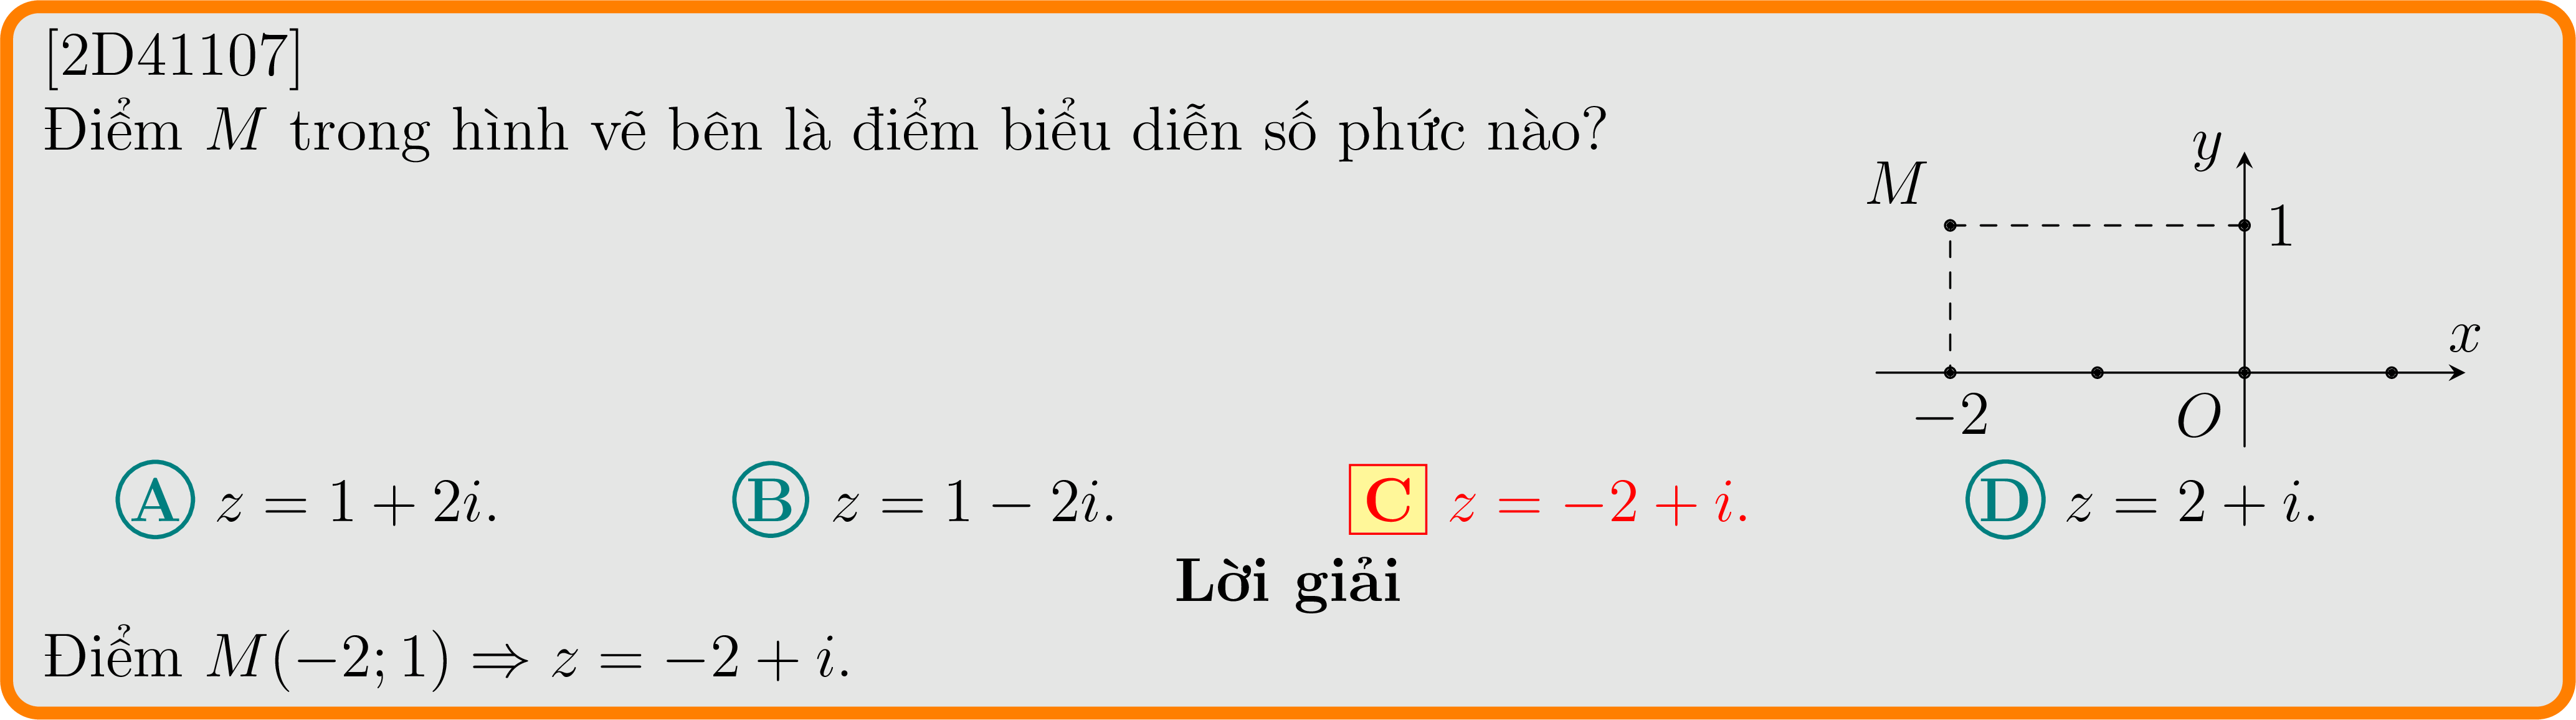 [2D41107]
Điểm M trong hình vẽ bên là điểm biểu diễn số phức nào?
y
M
1
x
−2
O
A z = 1 + 2i.
B z = 1 − 2i.
C z = −2 + i.
D z = 2 + i.
Lời giải
Điểm M(−2; 1) ⇒ z = −2 + i.